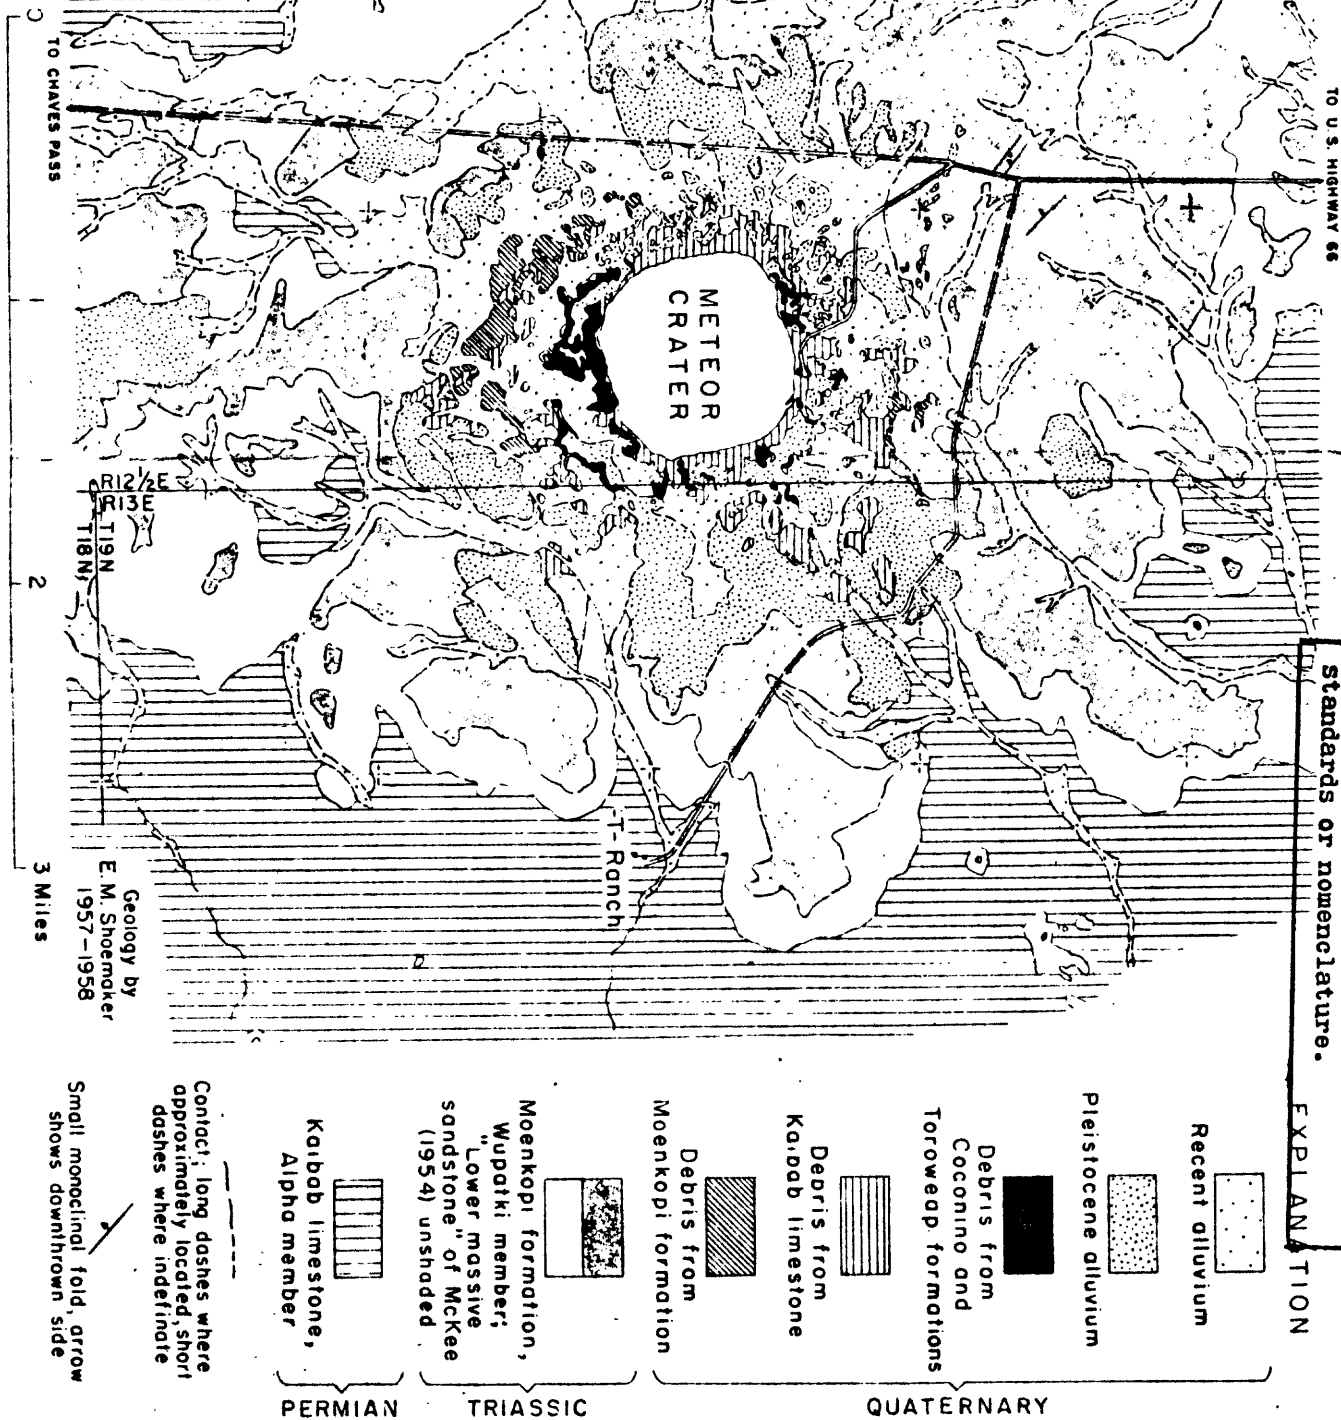 TO U.S. HIGHWAY 66
standards or nomenclature.
EXPLANATION
METEOR
CRATER
TO CHAVES PASS
R12½E
R13E
T19N
T18N
-T- Ranch
Geology by
E. M. Shoemaker
1957-1958
0
1
2
3 Miles
Recent alluvium
Pleistocene alluvium
Debris from
Coconino and
Toroweap formations
Debris from
Kaibab limestone
Debris from
Moenkopi formation
QUATERNARY
Moenkopi formation,
Wupatki member;
"Lower massive
sandstone" of McKee
(1954) unshaded
TRIASSIC
Kaibab limestone,
Alpha member
PERMIAN
Contact; long dashes where
approximately located, short
dashes where indefinate
Small monoclinal fold, arrow
shows downthrown side